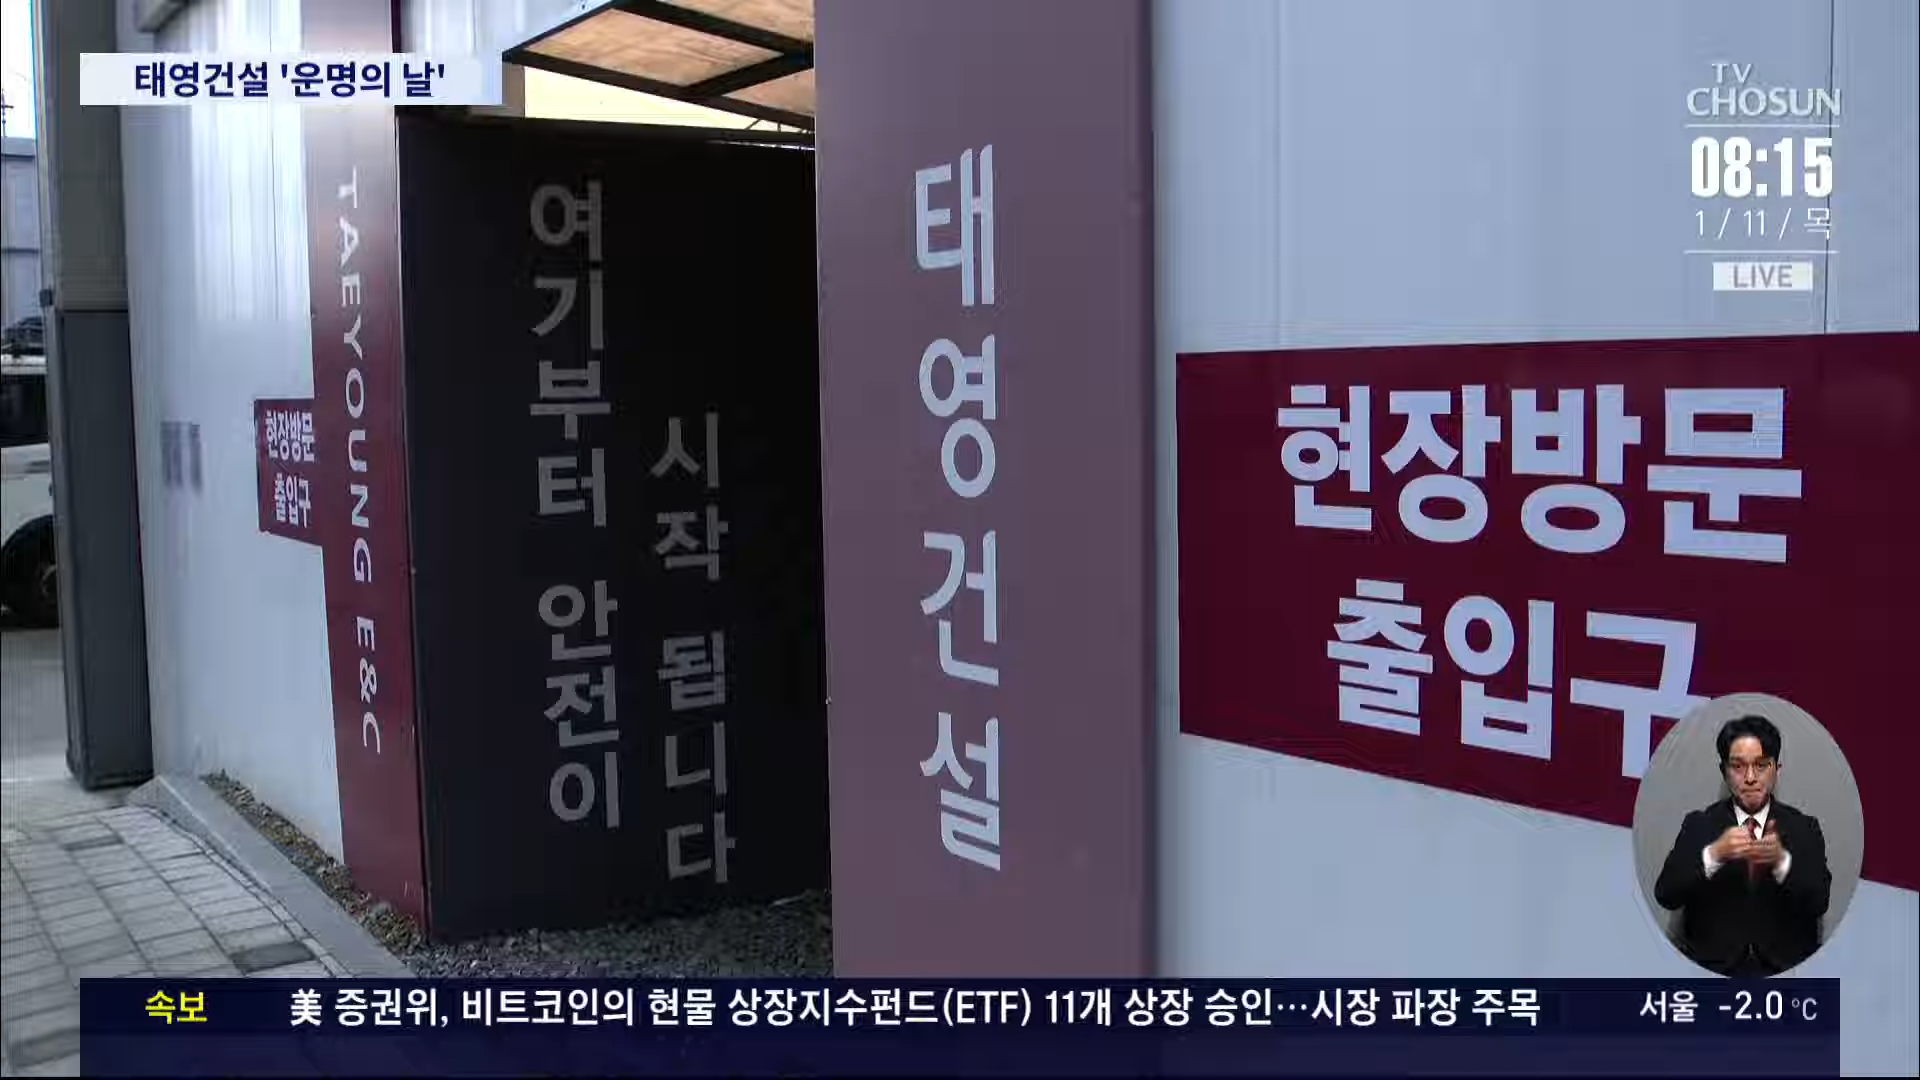 태영건설 '운명의 날'
TV
CHOSUN
08:15
1 / 11 / 목
LIVE
TAEYOUNG E&C
현장방문
출입구
여기부터 안전이
시작 됩니다
태영건설
현장방문
출입구
속보 美 증권위, 비트코인의 현물 상장지수펀드(ETF) 11개 상장 승인…시장 파장 주목 서울 -2.0°C